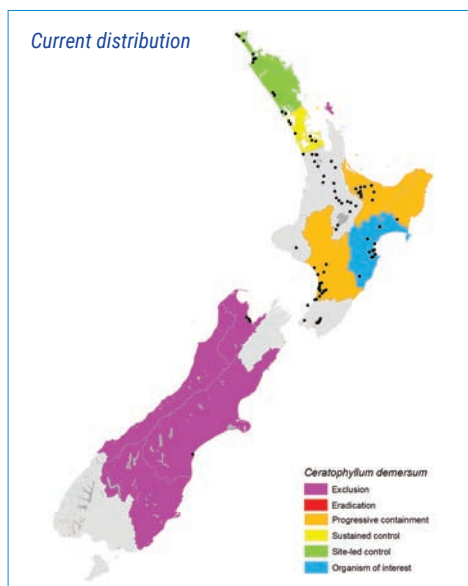 Current distribution
Ceratophyllum demersum
Exclusion
Eradication
Progressive containment
Sustained control
Site-led control
Organism of interest